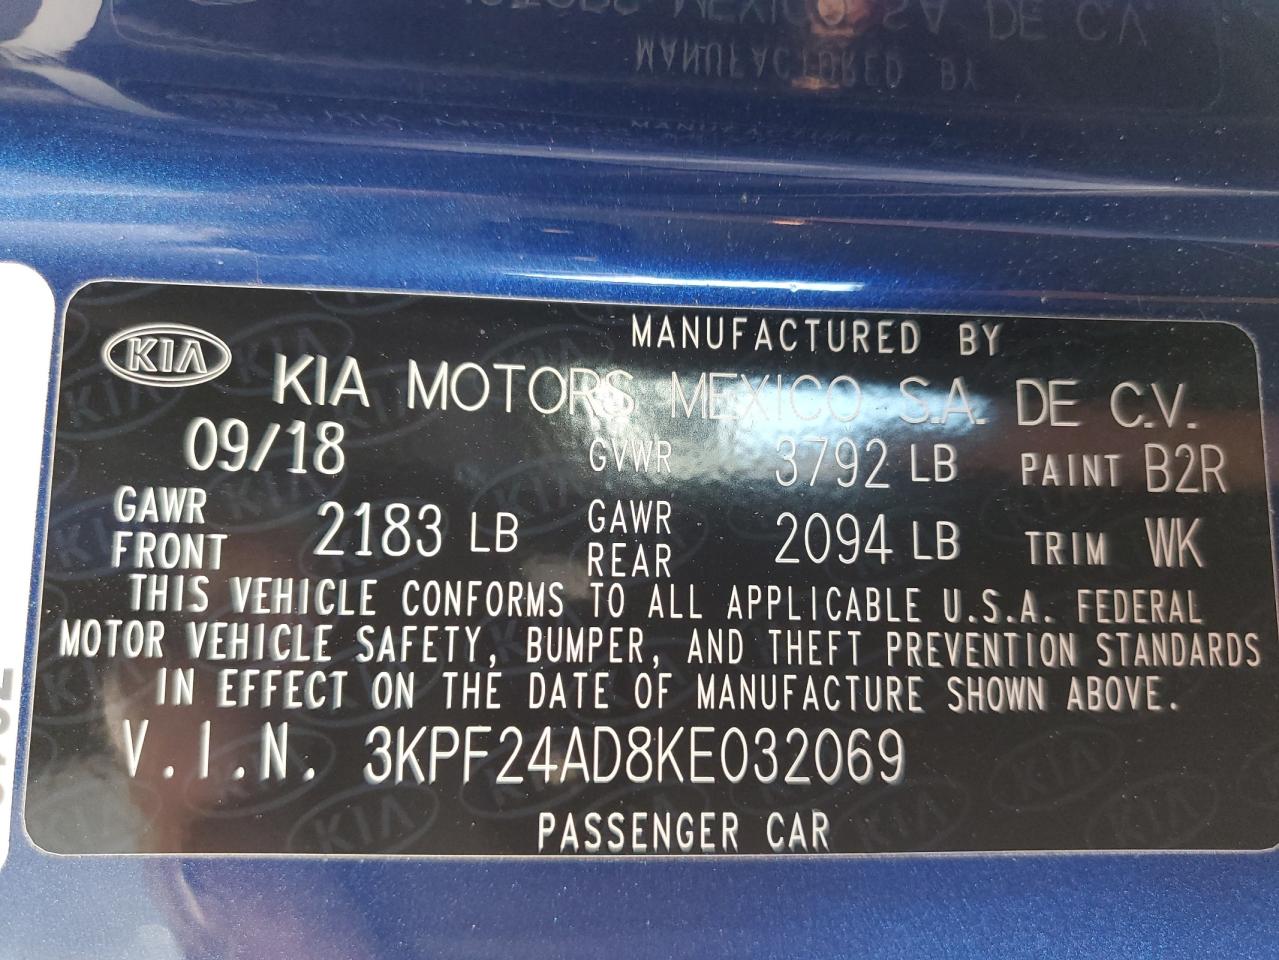 MANUFACTURED BY
KIA KIA MOTORS MEXICO S.A. DE C.V.
09/18 GVWR 3792 LB PAINT B2R
GAWR FRONT 2183 LB GAWR REAR 2094 LB TRIM WK
THIS VEHICLE CONFORMS TO ALL APPLICABLE U.S.A. FEDERAL
MOTOR VEHICLE SAFETY, BUMPER, AND THEFT PREVENTION STANDARDS
IN EFFECT ON THE DATE OF MANUFACTURE SHOWN ABOVE.
V.I.N. 3KPF24AD8KE032069
PASSENGER CAR